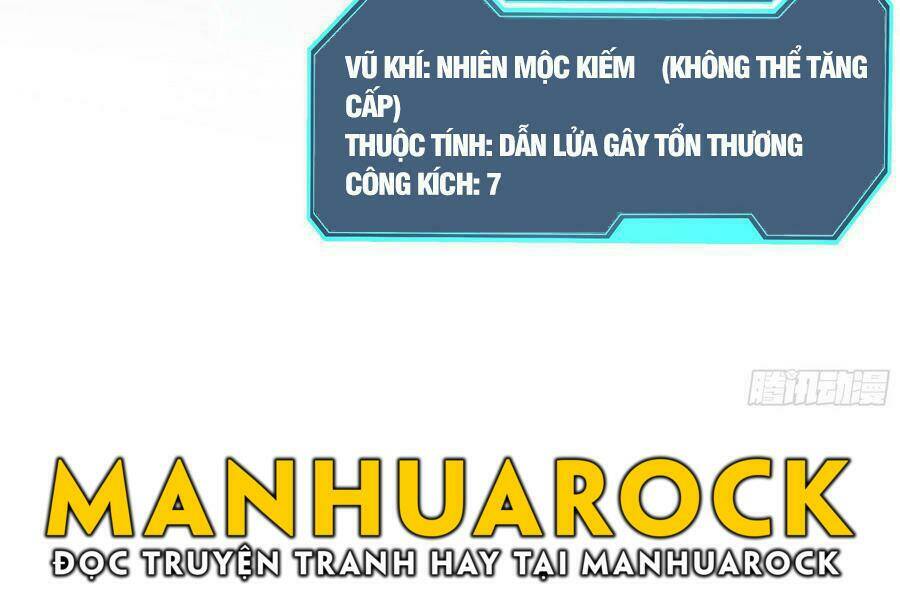 VŨ KHÍ: NHIÊN MỘC KIẾM (KHÔNG THỂ TĂNG
CẤP)
THUỘC TÍNH: DẪN LỬA GÂY TỔN THƯƠNG
CÔNG KÍCH: 7
腾讯动漫
MANHUAROCK
ĐỌC TRUYỆN TRANH HAY TẠI MANHUAROCK